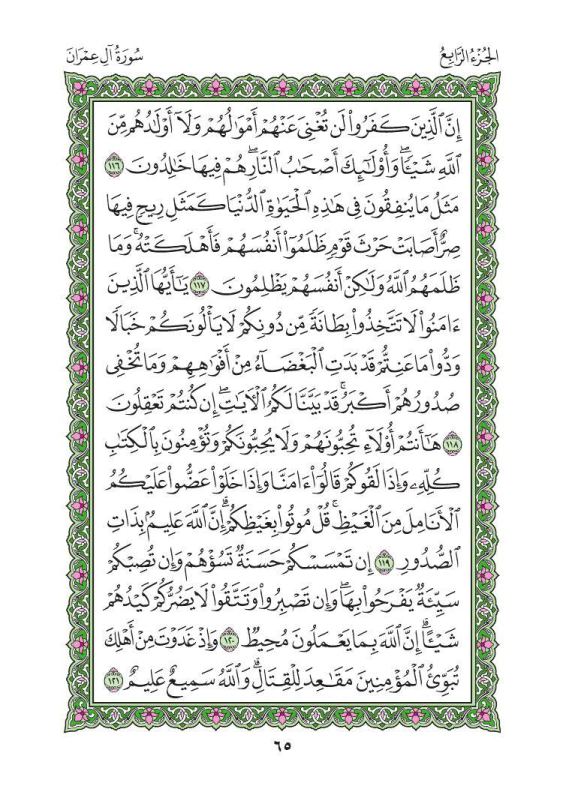 الجُزْءُ الرَّابِعُ
سُورَةُ آلِ عِمْرَانَ
إِنَّ ٱلَّذِينَ كَفَرُوا۟ لَن تُغْنِىَ عَنْهُمْ أَمْوَٰلُهُمْ وَلَآ أَوْلَٰدُهُم مِّنَ
ٱللَّهِ شَيْـًٔا ۖ وَأُو۟لَٰٓئِكَ أَصْحَٰبُ ٱلنَّارِ ۖ هُمْ فِيهَا خَٰلِدُونَ ١١٦
مَثَلُ مَا يُنفِقُونَ فِى هَٰذِهِ ٱلْحَيَوٰةِ ٱلدُّنْيَا كَمَثَلِ رِيحٍ فِيهَا
صِرٌّ أَصَابَتْ حَرْثَ قَوْمٍ ظَلَمُوٓا۟ أَنفُسَهُمْ فَأَهْلَكَتْهُ ۚ وَمَا
ظَلَمَهُمُ ٱللَّهُ وَلَٰكِنْ أَنفُسَهُمْ يَظْلِمُونَ ١١٧ يَٰٓأَيُّهَا ٱلَّذِينَ
ءَامَنُوا۟ لَا تَتَّخِذُوا۟ بِطَانَةً مِّن دُونِكُمْ لَا يَأْلُونَكُمْ خَبَالًا
وَدُّوا۟ مَا عَنِتُّمْ قَدْ بَدَتِ ٱلْبَغْضَآءُ مِنْ أَفْوَٰهِهِمْ وَمَا تُخْفِى
صُدُورُهُمْ أَكْبَرُ ۚ قَدْ بَيَّنَّا لَكُمُ ٱلْءَايَٰتِ ۖ إِن كُنتُمْ تَعْقِلُونَ
١١٨ هَٰٓأَنتُمْ أُو۟لَآءِ تُحِبُّونَهُمْ وَلَا يُحِبُّونَكُمْ وَتُؤْمِنُونَ بِٱلْكِتَٰبِ
كُلِّهِۦ وَإِذَا لَقُوكُمْ قَالُوٓا۟ ءَامَنَّا وَإِذَا خَلَوْا۟ عَضُّوا۟ عَلَيْكُمُ
ٱلْأَنَامِلَ مِنَ ٱلْغَيْظِ ۚ قُلْ مُوتُوا۟ بِغَيْظِكُمْ ۗ إِنَّ ٱللَّهَ عَلِيمٌۢ بِذَاتِ
ٱلصُّدُورِ ١١٩ إِن تَمْسَسْكُمْ حَسَنَةٌ تَسُؤْهُمْ وَإِن تُصِبْكُمْ
سَيِّئَةٌ يَفْرَحُوا۟ بِهَا ۖ وَإِن تَصْبِرُوا۟ وَتَتَّقُوا۟ لَا يَضُرُّكُمْ كَيْدُهُمْ
شَيْـًٔا ۗ إِنَّ ٱللَّهَ بِمَا يَعْمَلُونَ مُحِيطٌ ١٢٠ وَإِذْ غَدَوْتَ مِنْ أَهْلِكَ
تُبَوِّئُ ٱلْمُؤْمِنِينَ مَقَٰعِدَ لِلْقِتَالِ ۗ وَٱللَّهُ سَمِيعٌ عَلِيمٌ ١٢١
٦٥